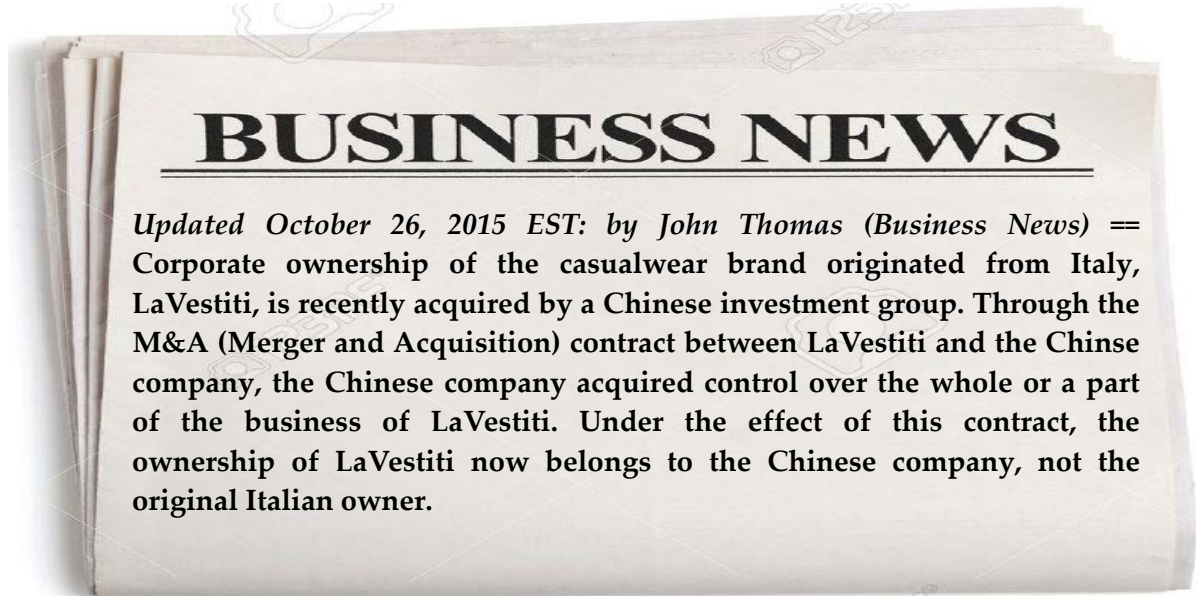 BUSINESS NEWS
Updated October 26, 2015 EST: by John Thomas (Business News) ==
Corporate ownership of the casualwear brand originated from Italy,
LaVestiti, is recently acquired by a Chinese investment group. Through the
M&A (Merger and Acquisition) contract between LaVestiti and the Chinse
company, the Chinese company acquired control over the whole or a part
of the business of LaVestiti. Under the effect of this contract, the
ownership of LaVestiti now belongs to the Chinese company, not the
original Italian owner.